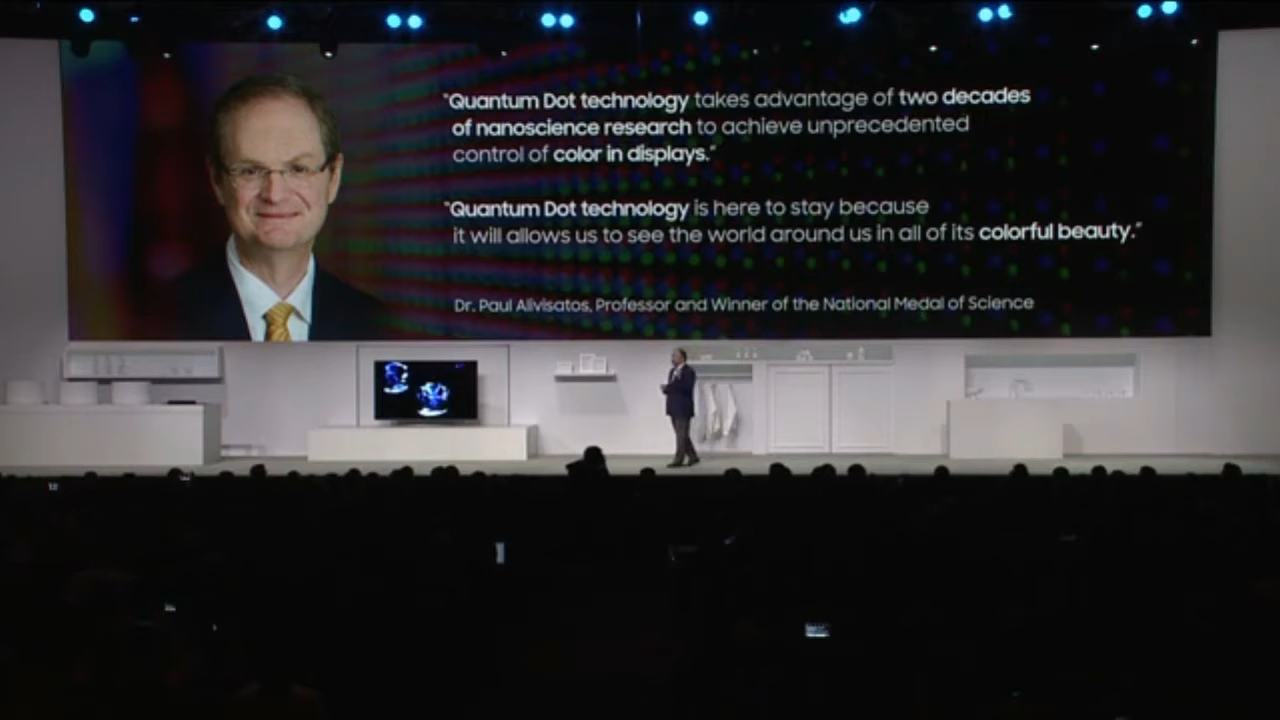 "Quantum Dot technology takes advantage of two decades
of nanoscience research to achieve unprecedented
control of color in displays."
"Quantum Dot technology is here to stay because
it will allows us to see the world around us in all of its colorful beauty."
Dr. Paul Alivisatos, Professor and Winner of the National Medal of Science